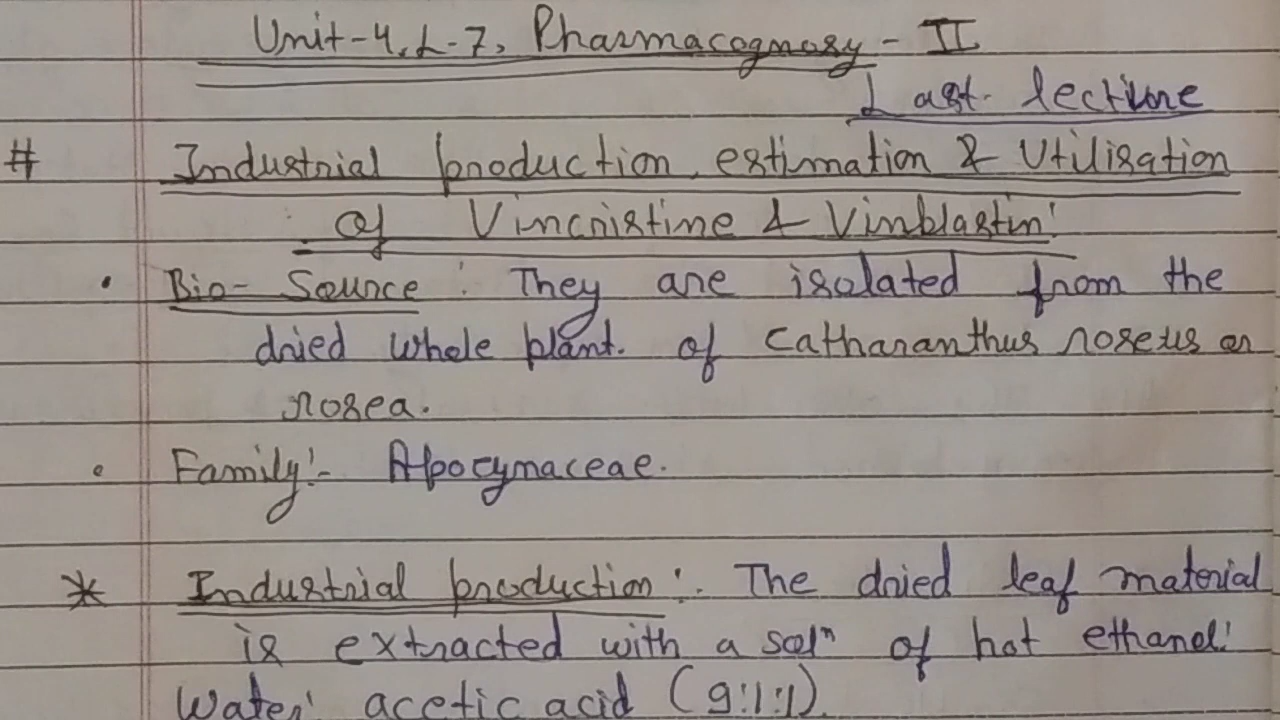 Unit-4, L-7, Pharmacognosy - II
Last lecture
# Industrial production, estimation & Utilisation
of Vincristine & Vinblastin:
• Bio-Source: They are isolated from the
dried whole plant. of Catharanthus roseus or
rosea.
• Family:- Apocynaceae.
* Industrial production:- The dried leaf material
is extracted with a solⁿ of hot ethanol:
Water: acetic acid (9:1:1).